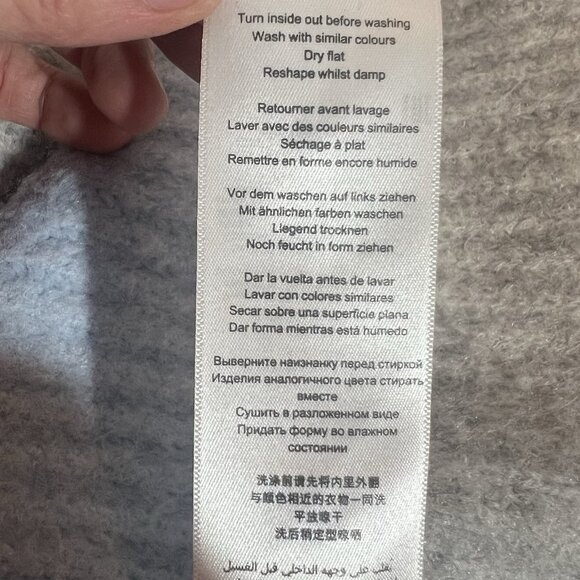 Turn inside out before washing
Wash with similar colours
Dry flat
Reshape whilst damp
Retourner avant lavage
Laver avec des couleurs similaires
Séchage à plat
Remettre en forme encore humide
Vor dem waschen auf links ziehen
Mit ähnlichen farben waschen
Liegend trocknen
Noch feucht in form ziehen
Dar la vuelta antes de lavar
Lavar con colores similares
Secar sobre una superficie plana
Dar forma mientras está húmedo
Выверните наизнанку перед стиркой
Изделия аналогичного цвета стирать
вместе
Сушить в разложенном виде
Придать форму во влажном
состоянии
洗涤前请先将内里外翻
与颜色相近的衣物一同洗
平放晾干
洗后稍定型晾晒
يقلب على وجهه الداخلي قبل الغسيل